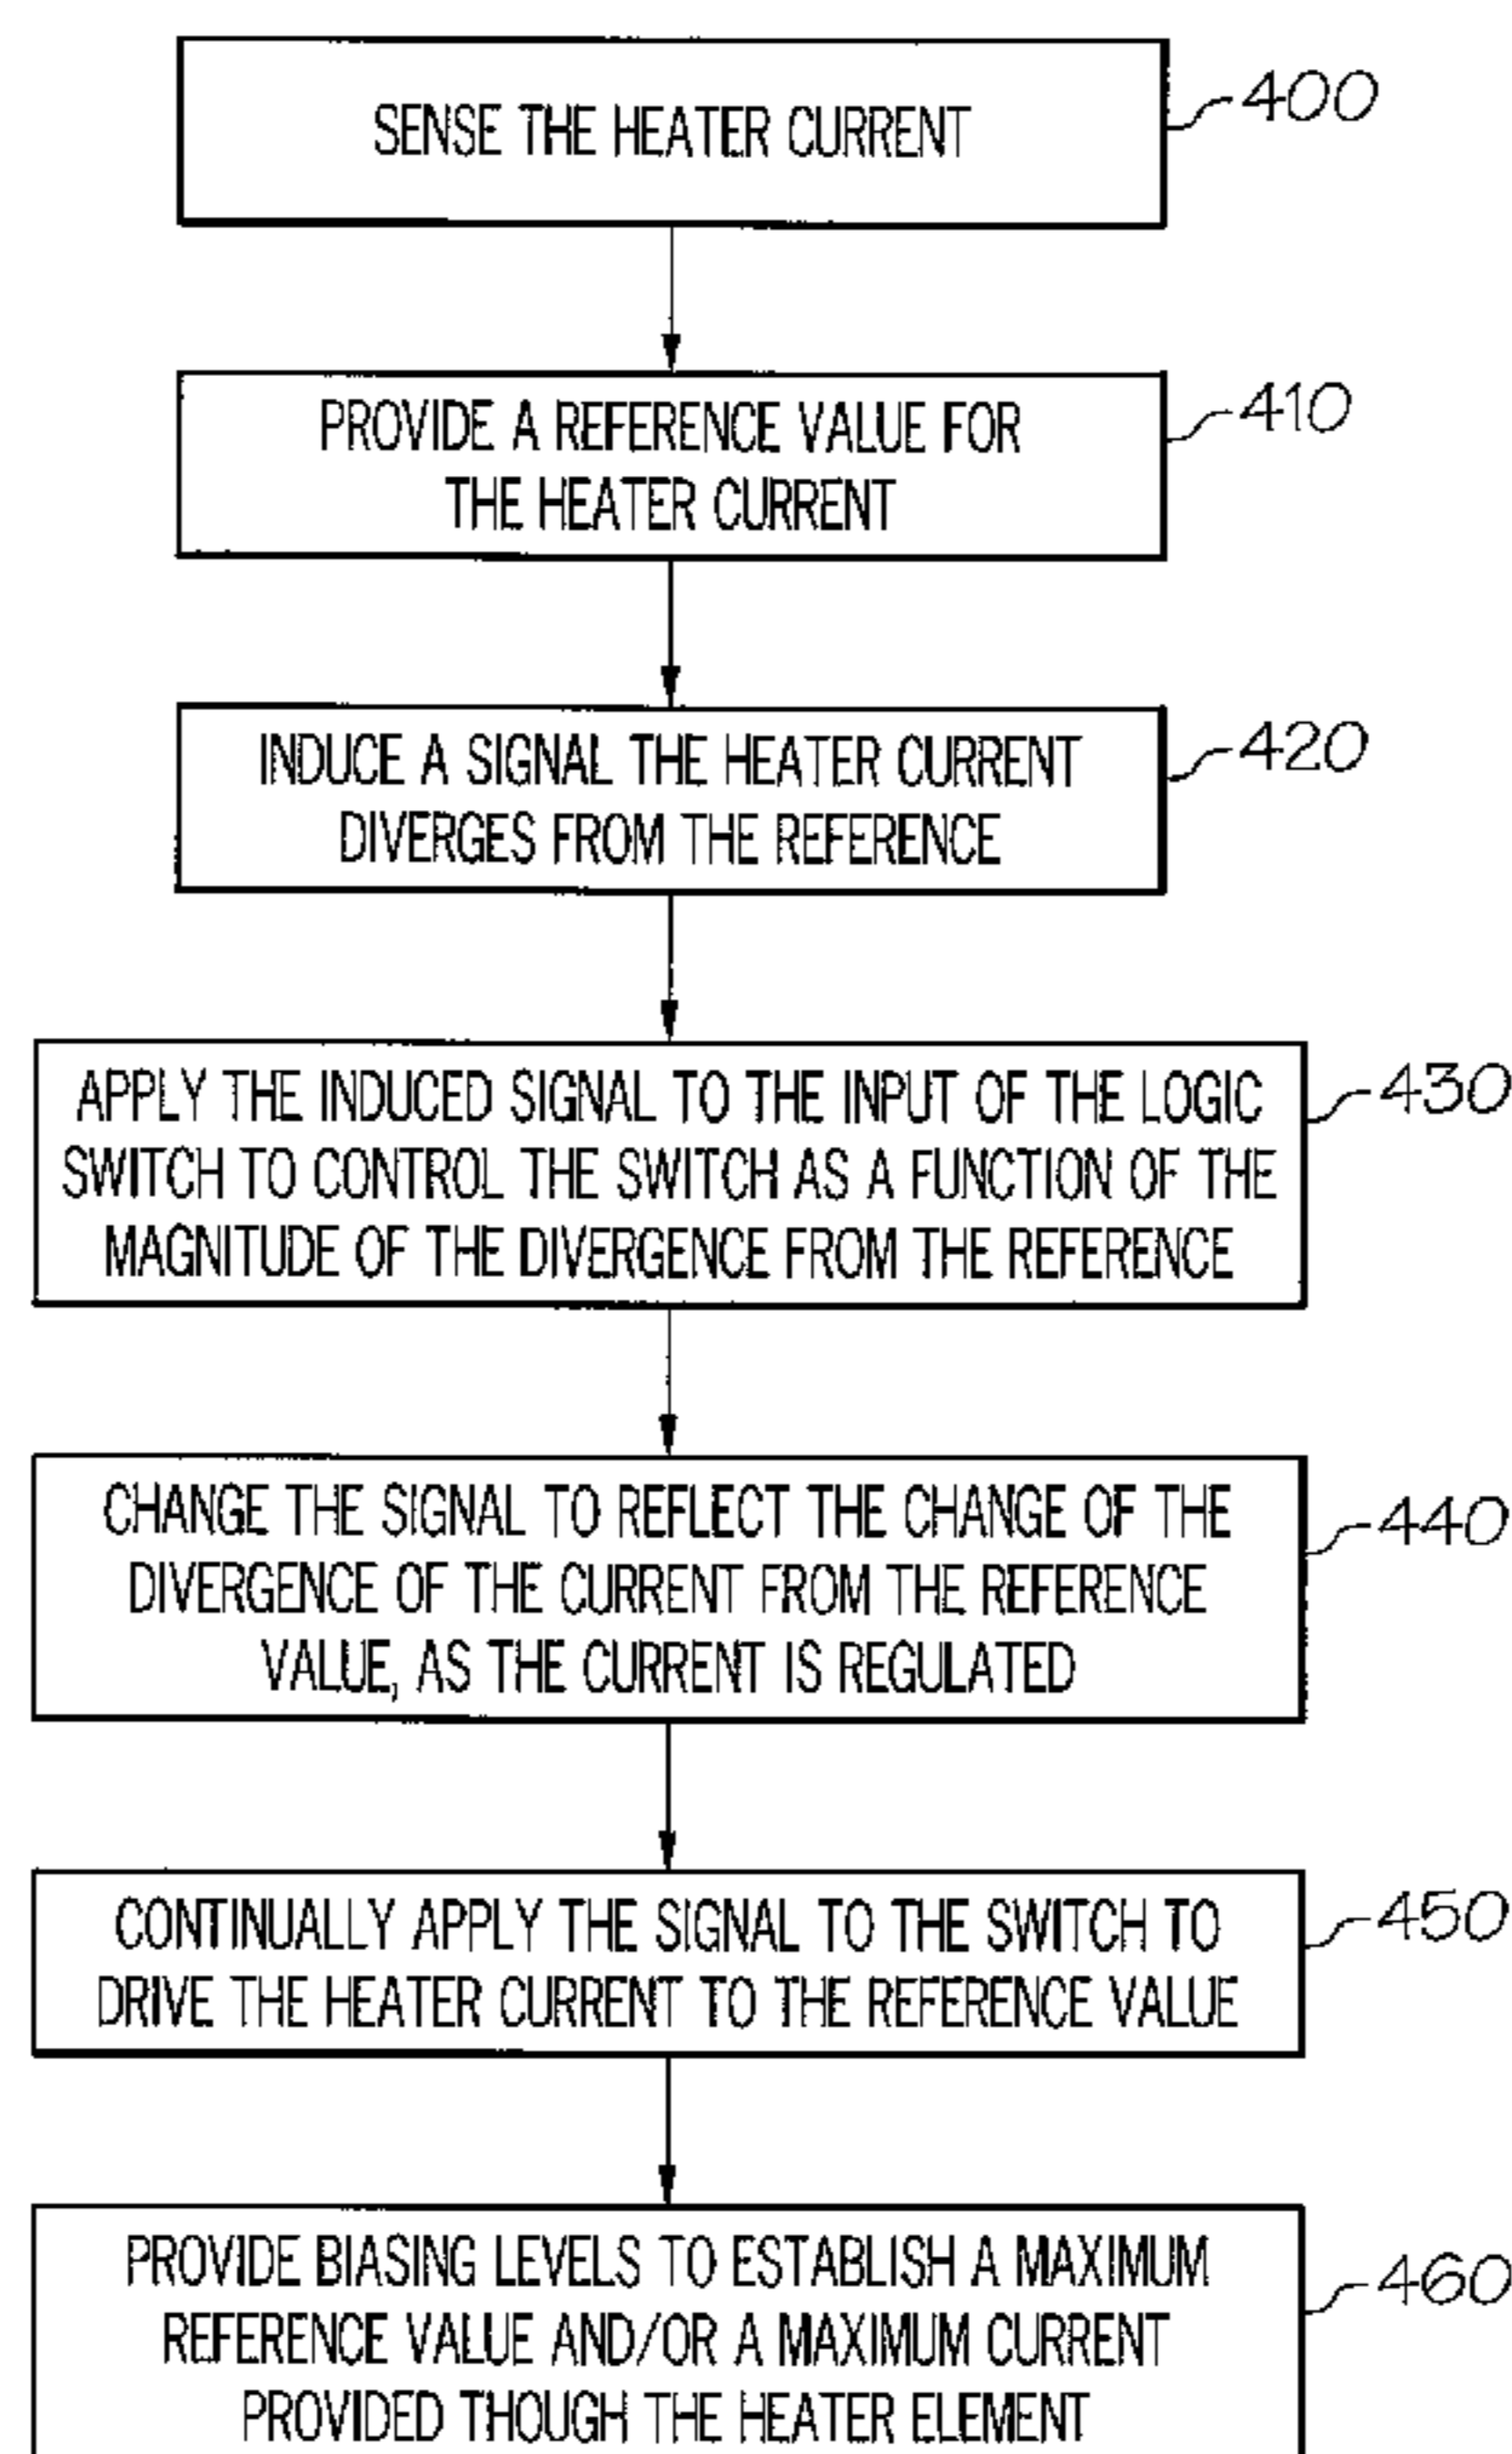 SENSE THE HEATER CURRENT
400
PROVIDE A REFERENCE VALUE FOR
THE HEATER CURRENT
410
INDUCE A SIGNAL THE HEATER CURRENT
DIVERGES FROM THE REFERENCE
420
APPLY THE INDUCED SIGNAL TO THE INPUT OF THE LOGIC
SWITCH TO CONTROL THE SWITCH AS A FUNCTION OF THE
MAGNITUDE OF THE DIVERGENCE FROM THE REFERENCE
430
CHANGE THE SIGNAL TO REFLECT THE CHANGE OF THE
DIVERGENCE OF THE CURRENT FROM THE REFERENCE
VALUE, AS THE CURRENT IS REGULATED
440
CONTINUALLY APPLY THE SIGNAL TO THE SWITCH TO
DRIVE THE HEATER CURRENT TO THE REFERENCE VALUE
450
PROVIDE BIASING LEVELS TO ESTABLISH A MAXIMUM
REFERENCE VALUE AND/OR A MAXIMUM CURRENT
PROVIDED THOUGH THE HEATER ELEMENT
460